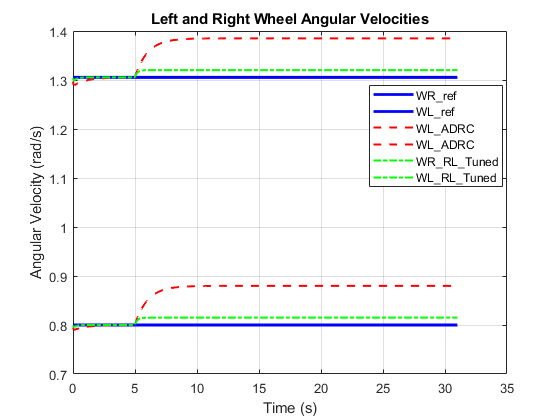 Left and Right Wheel Angular Velocities
1.4
1.3
1.2
1.1
1
0.9
0.8
0.7
Angular Velocity (rad/s)
WR_ref
WL_ref
WL_ADRC
WL_ADRC
WR_RL_Tuned
WL_RL_Tuned
0 5 10 15 20 25 30 35
Time (s)